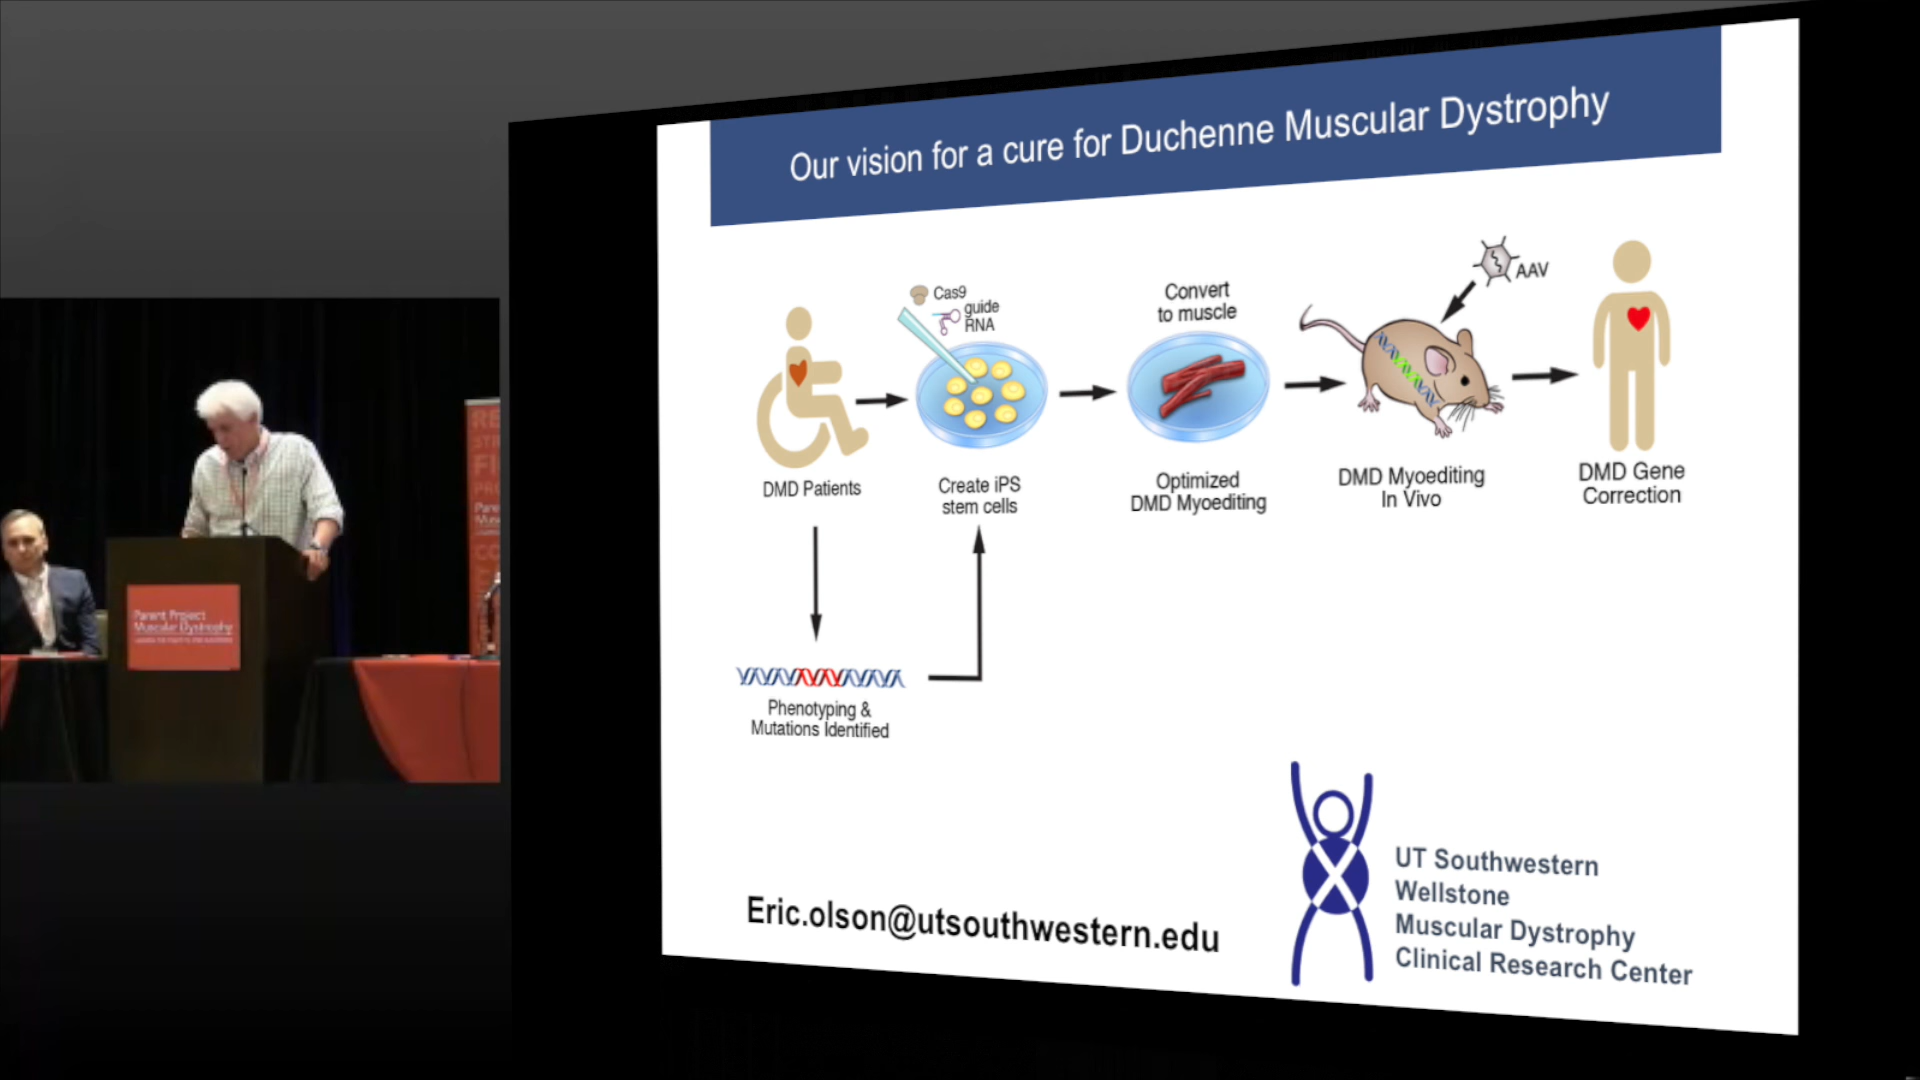 Our vision for a cure for Duchenne Muscular Dystrophy
Cas9
guide
RNA
Convert
to muscle
AAV
DMD Patients
Create iPS
stem cells
Optimized
DMD Myoediting
DMD Myoediting
In Vivo
DMD Gene
Correction
Phenotyping &
Mutations Identified
Eric.olson@utsouthwestern.edu
UT Southwestern
Wellstone
Muscular Dystrophy
Clinical Research Center
Parent Project
Muscular Dystrophy